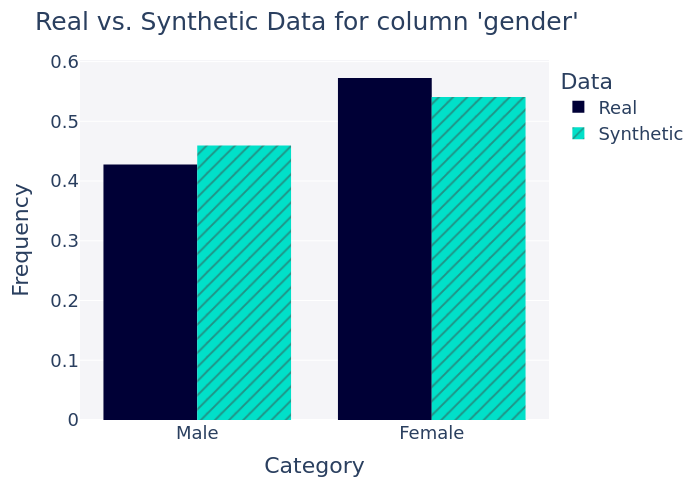 Real vs. Synthetic Data for column 'gender'
0.6
0.5
0.4
0.3
0.2
0.1
0
Frequency
Male
Female
Category
Data
Real
Synthetic